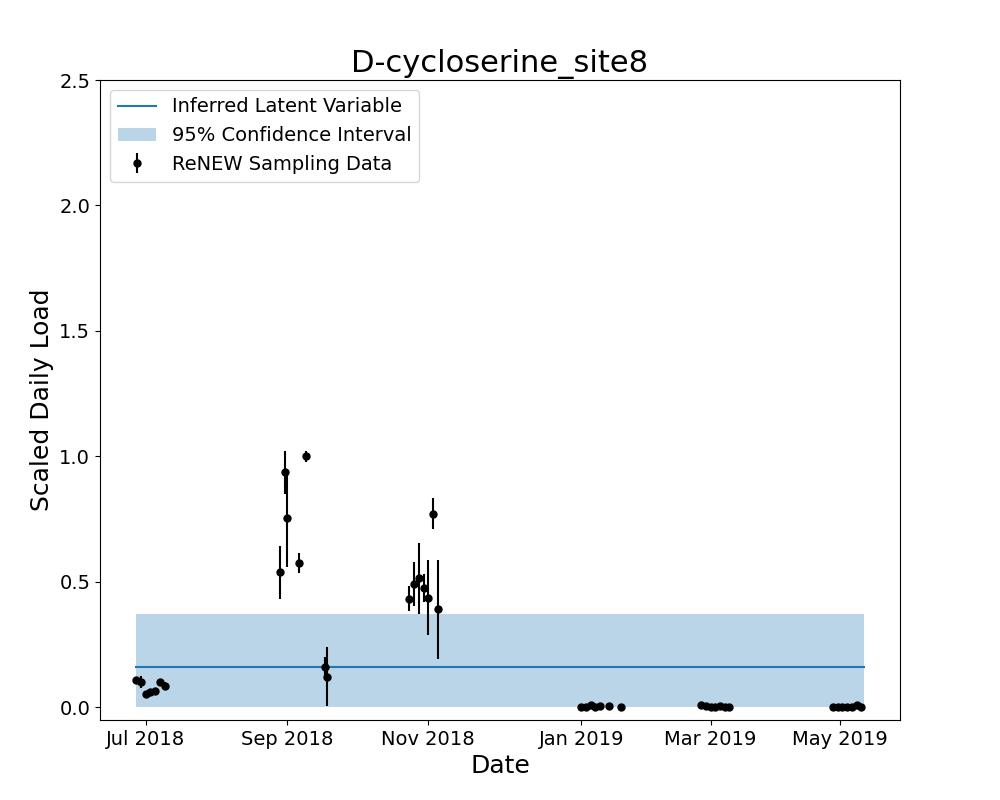 D-cycloserine_site8
2.5
Inferred Latent Variable
95% Confidence Interval
ReNEW Sampling Data
2.0
1.5
1.0
0.5
0.0
Scaled Daily Load
Jul 2018 Sep 2018 Nov 2018 Jan 2019 Mar 2019 May 2019
Date